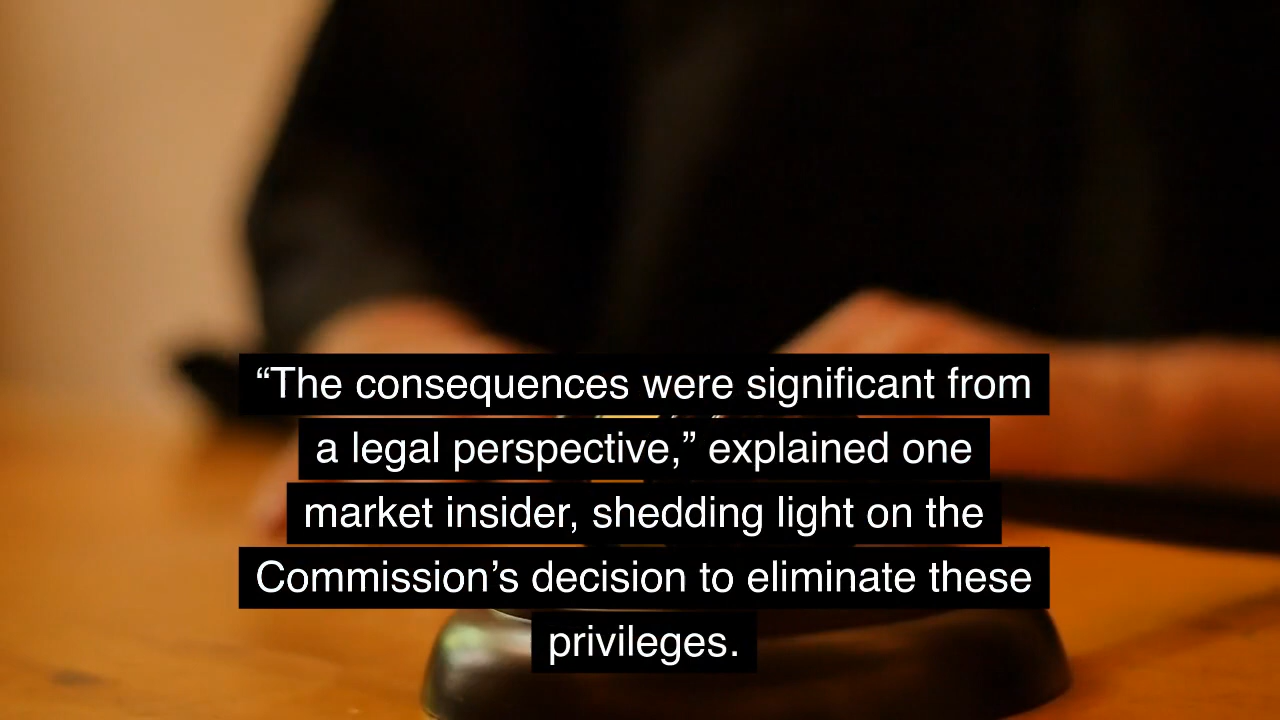 “The consequences were significant from
a legal perspective,” explained one
market insider, shedding light on the
Commission’s decision to eliminate these
privileges.